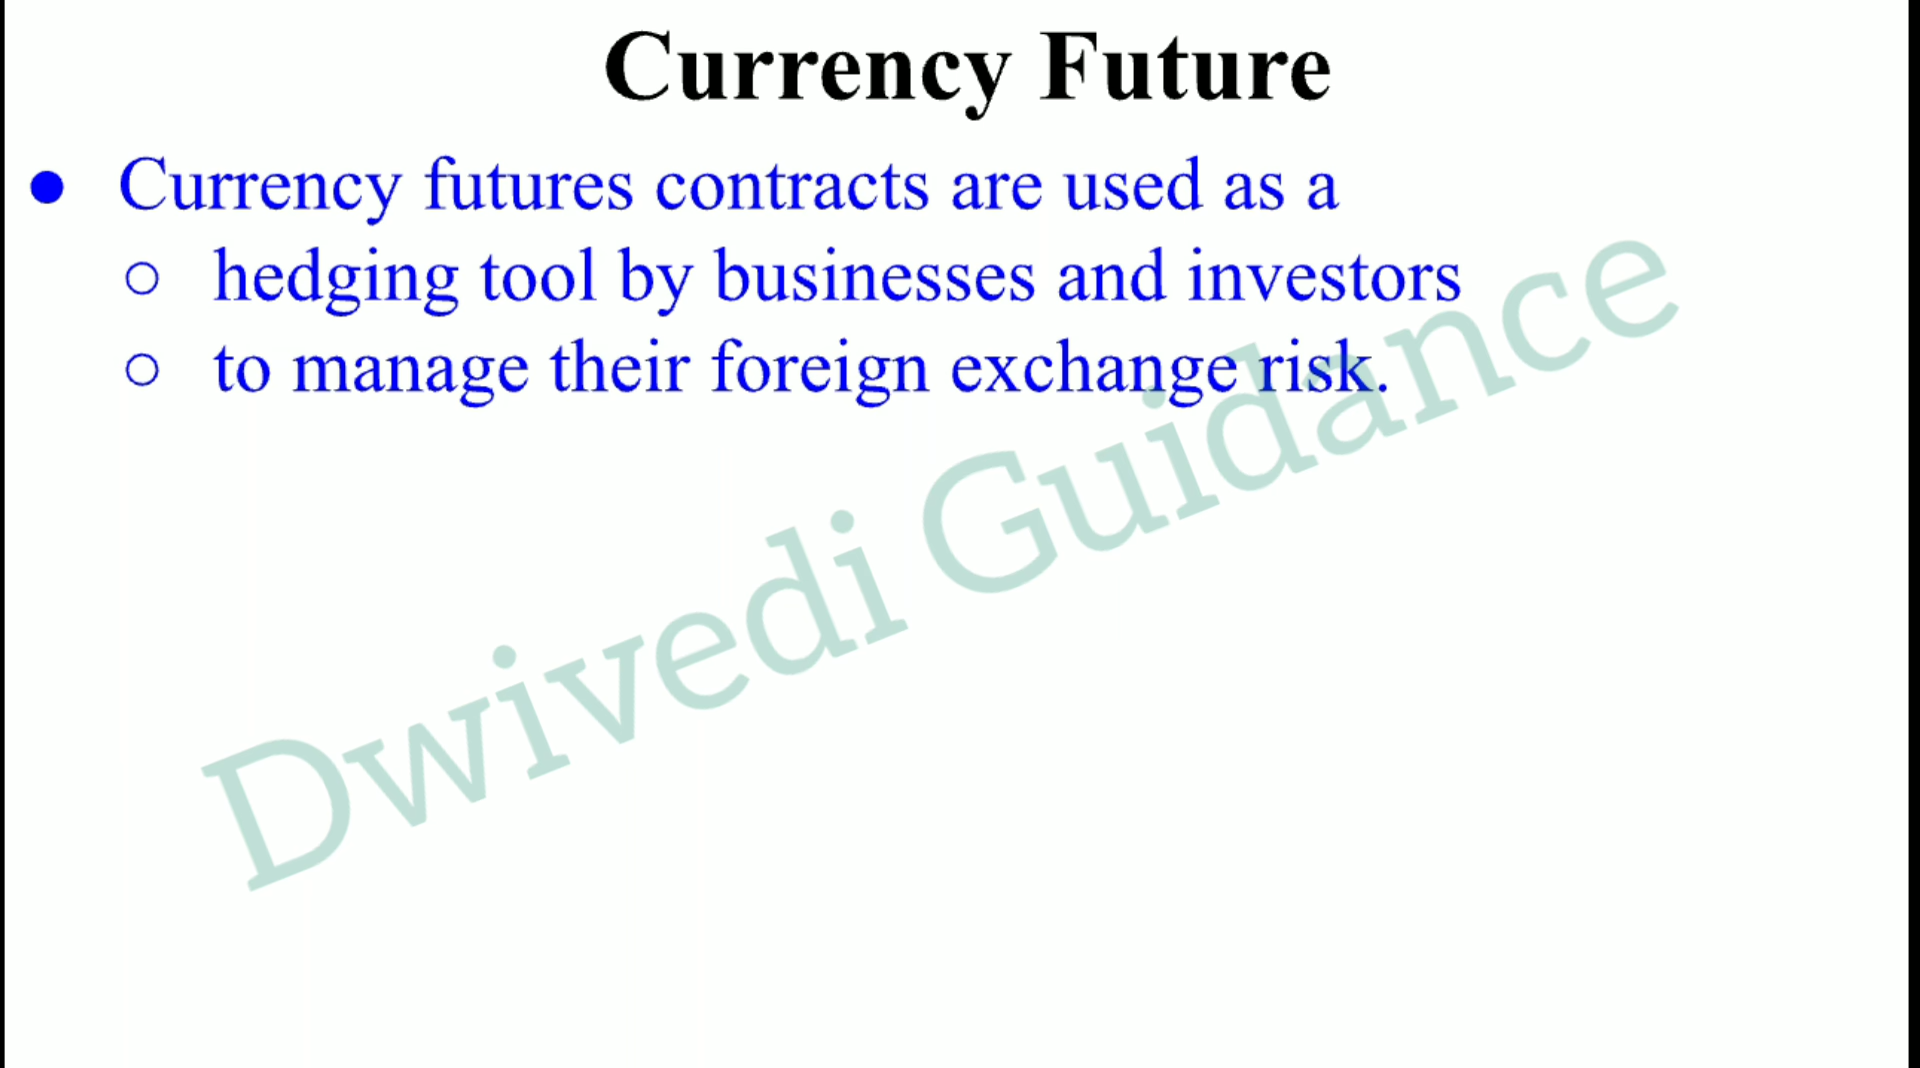 Currency Future
● Currency futures contracts are used as a
○ hedging tool by businesses and investors
○ to manage their foreign exchange risk.
Dwivedi Guidance